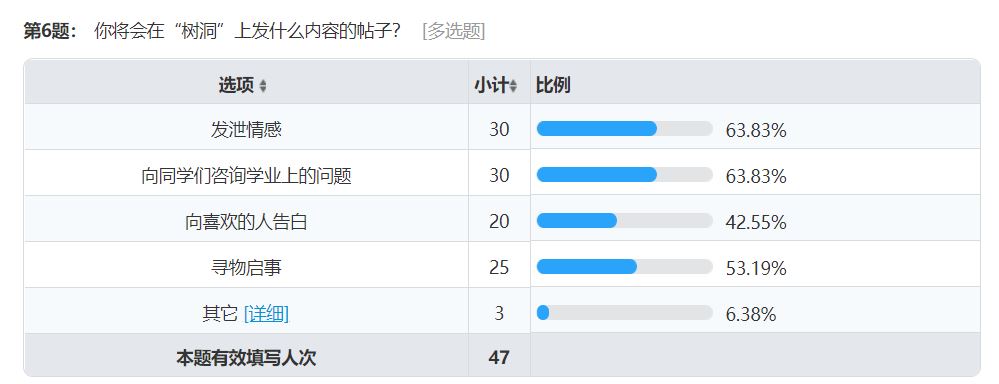 第6题： 你将会在“树洞”上发什么内容的帖子？ [多选题]
选项 小计 比例
发泄情感 30 63.83%
向同学们咨询学业上的问题 30 63.83%
向喜欢的人告白 20 42.55%
寻物启事 25 53.19%
其它 [详细] 3 6.38%
本题有效填写人次 47